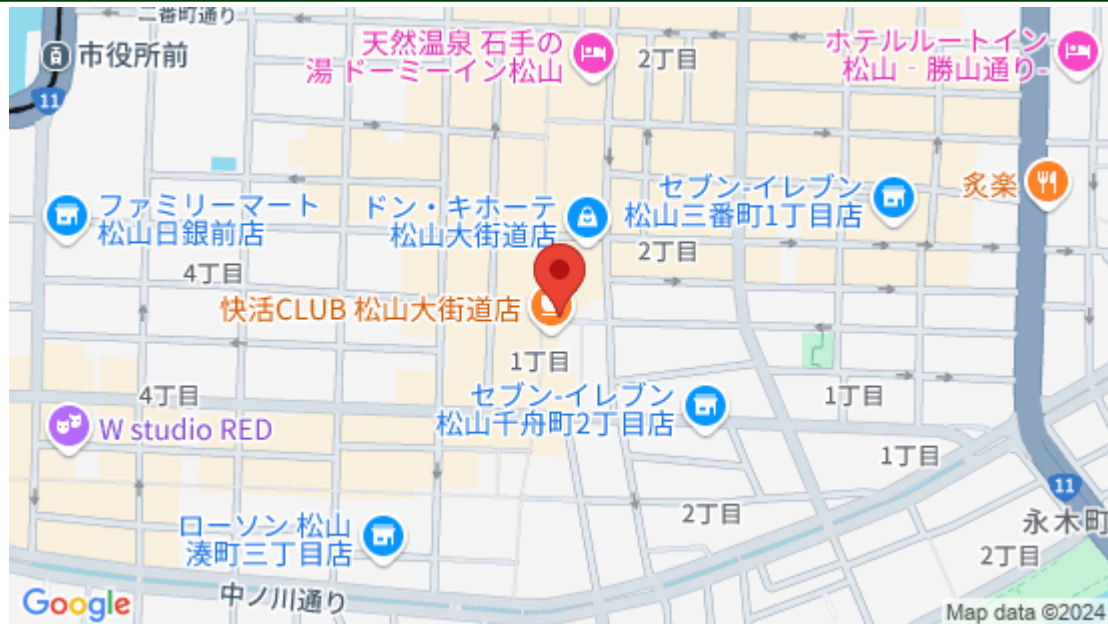 二番町通り
市役所前
11
天然温泉 石手の
湯 ドーミーイン松山
2丁目
ホテルルートイン
松山 - 勝山通り-
ファミリーマート
松山日銀前店
ドン・キホーテ
松山大街道店
セブン-イレブン
松山三番町1丁目店
炙楽
2丁目
4丁目
快活CLUB 松山大街道店
1丁目
4丁目
W studio RED
セブン-イレブン
松山千舟町2丁目店
1丁目
1丁目
11
2丁目
永木町
2丁目
ローソン 松山
湊町三丁目店
中ノ川通り
Google
Map data ©2024